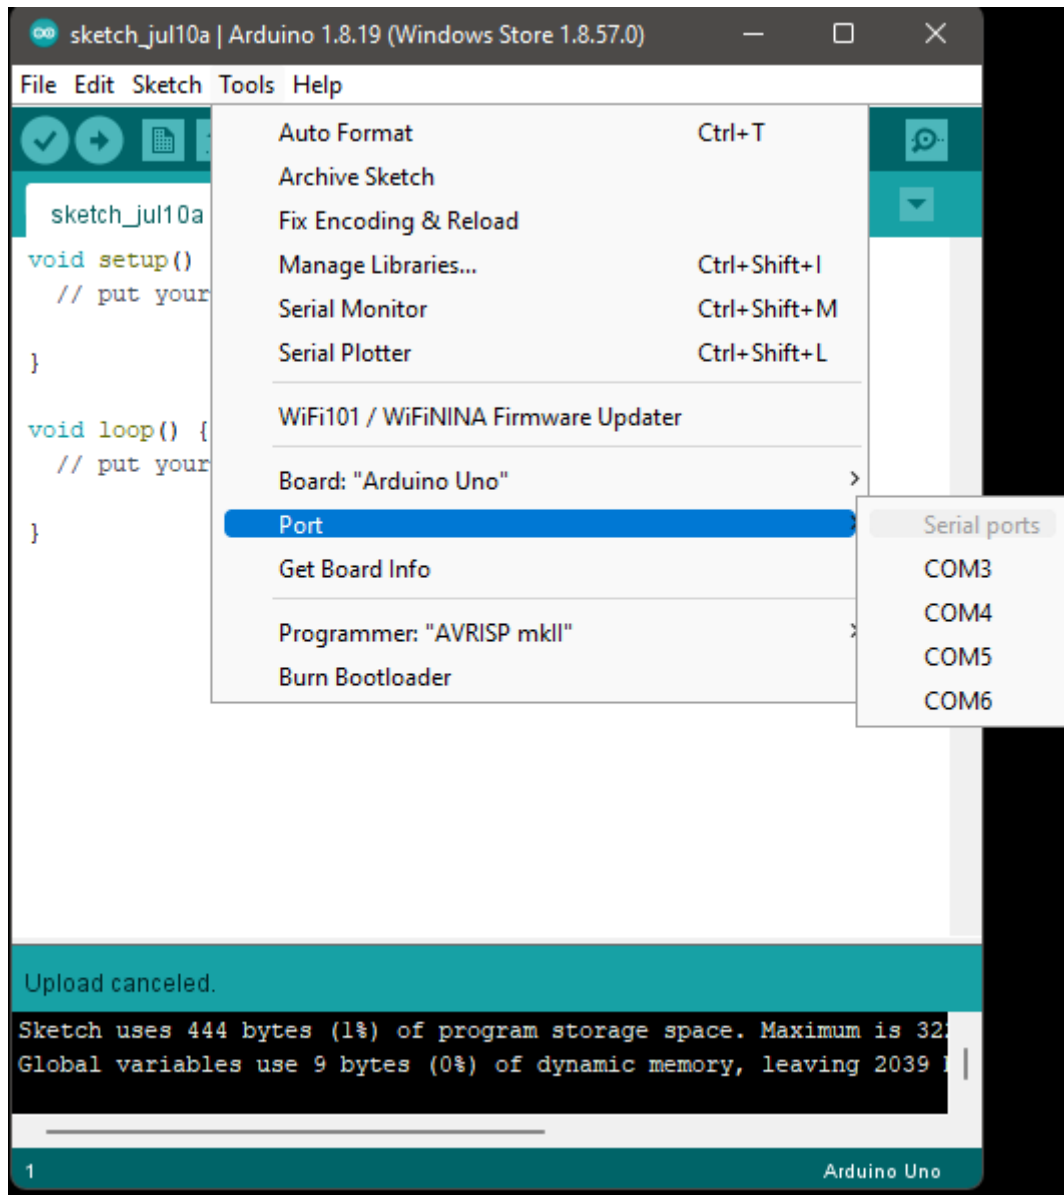 sketch_jul10a | Arduino 1.8.19 (Windows Store 1.8.57.0)
File Edit Sketch Tools Help
sketch_jul10a
void setup()
// put your
}
void loop() {
// put your
}
Auto Format Ctrl+T
Archive Sketch
Fix Encoding & Reload
Manage Libraries... Ctrl+Shift+I
Serial Monitor Ctrl+Shift+M
Serial Plotter Ctrl+Shift+L
WiFi101 / WiFiNINA Firmware Updater
Board: "Arduino Uno"
Port
Get Board Info
Programmer: "AVRISP mkII"
Burn Bootloader
Serial ports
COM3
COM4
COM5
COM6
Upload canceled.
Sketch uses 444 bytes (1%) of program storage space. Maximum is 32
Global variables use 9 bytes (0%) of dynamic memory, leaving 2039
1 Arduino Uno